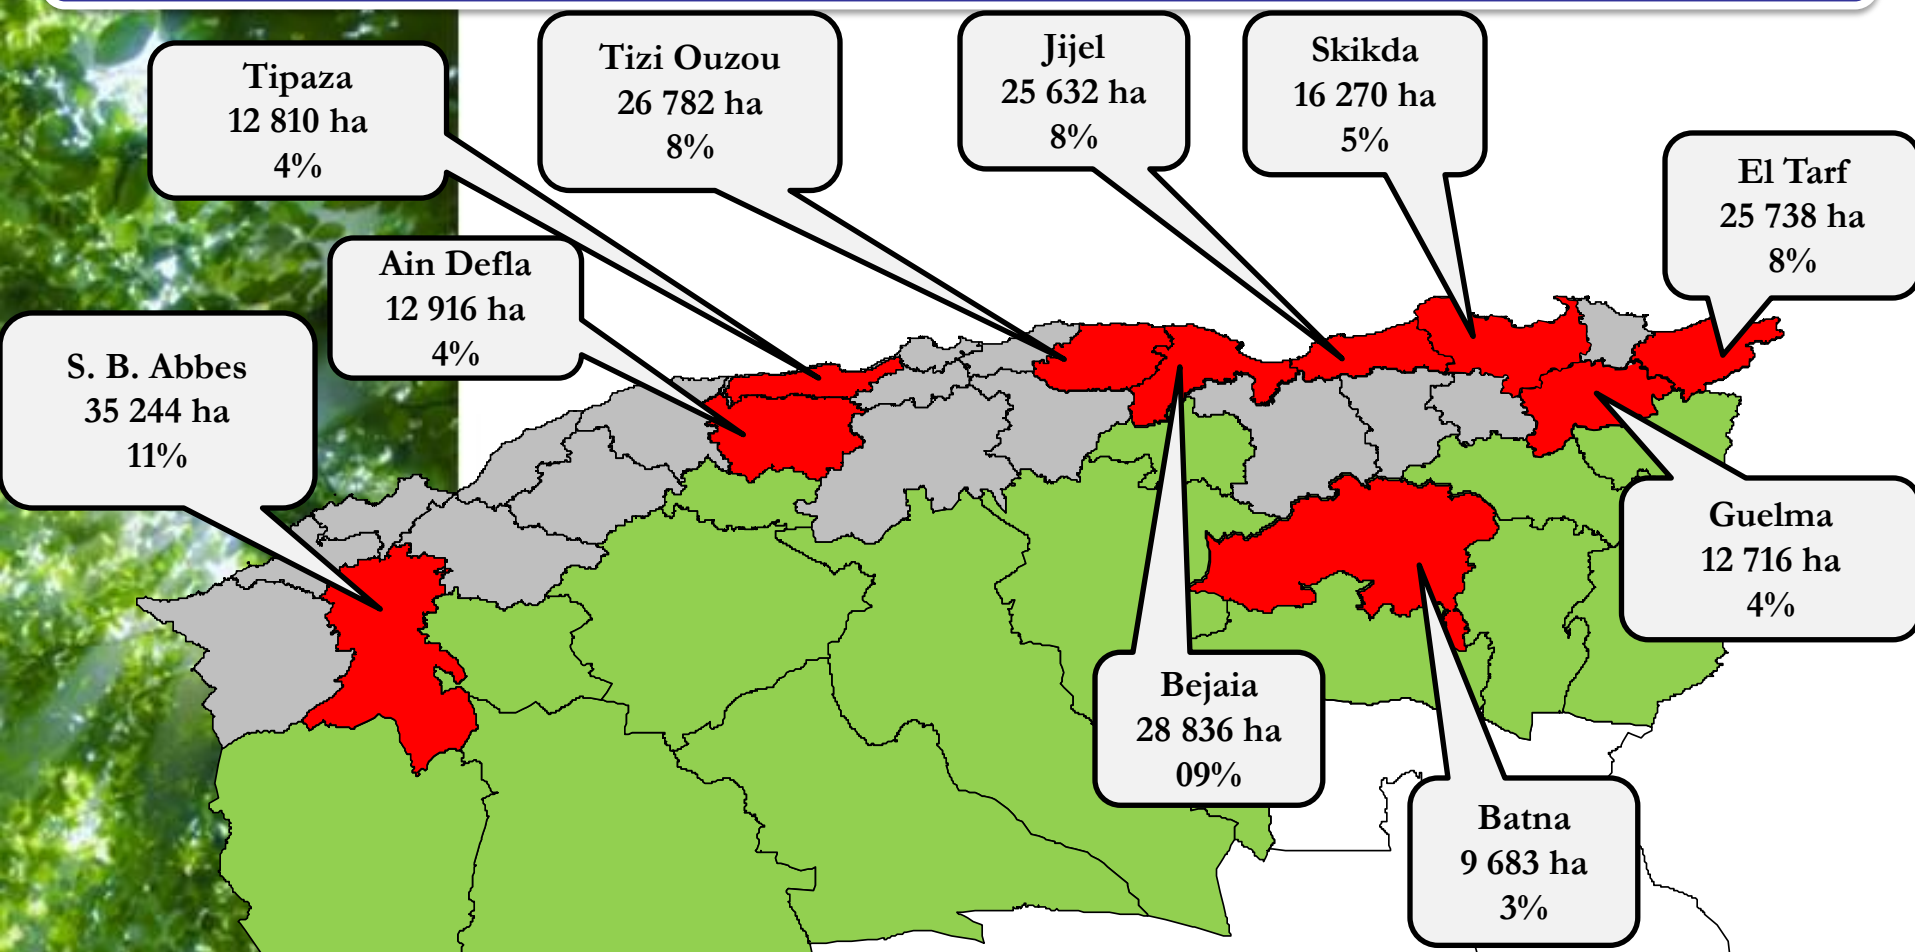 Tipaza
12 810 ha
4%
Tizi Ouzou
26 782 ha
8%
Jijel
25 632 ha
8%
Skikda
16 270 ha
5%
El Tarf
25 738 ha
8%
Ain Defla
12 916 ha
4%
S. B. Abbes
35 244 ha
11%
Guelma
12 716 ha
4%
Bejaia
28 836 ha
09%
Batna
9 683 ha
3%